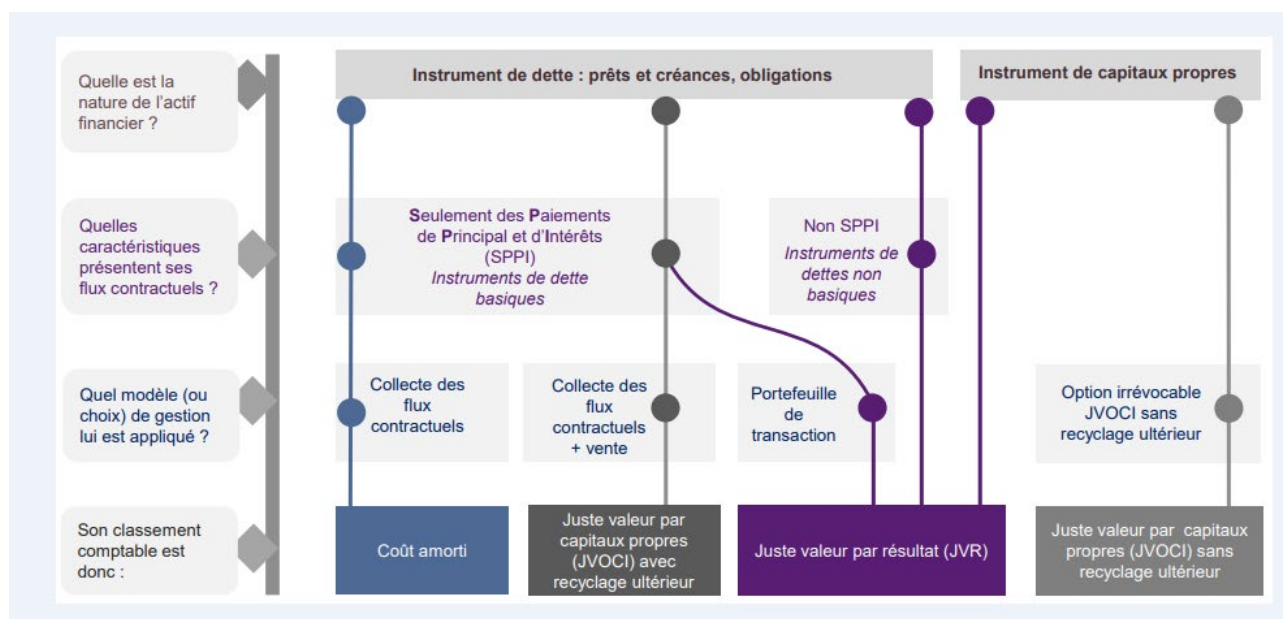 Quelle est la
nature de l’actif
financier ?
Instrument de dette : prêts et créances, obligations
Instrument de capitaux propres
Quelles
caractéristiques
présentent ses
flux contractuels ?
Seulement des Paiements
de Principal et d’Intérêts
(SPPI)
Instruments de dette
basiques
Non SPPI
Instruments de
dettes non
basiques
Quel modèle (ou
choix) de gestion
lui est appliqué ?
Collecte des
flux
contractuels
Collecte des
flux
contractuels
+ vente
Portefeuille
de
transaction
Option irrévocable
JVOCI sans
recyclage ultérieur
Son classement
comptable est
donc :
Coût amorti
Juste valeur par
capitaux propres
(JVOCI) avec
recyclage ultérieur
Juste valeur par résultat (JVR)
Juste valeur par capitaux
propres (JVOCI) sans
recyclage ultérieur